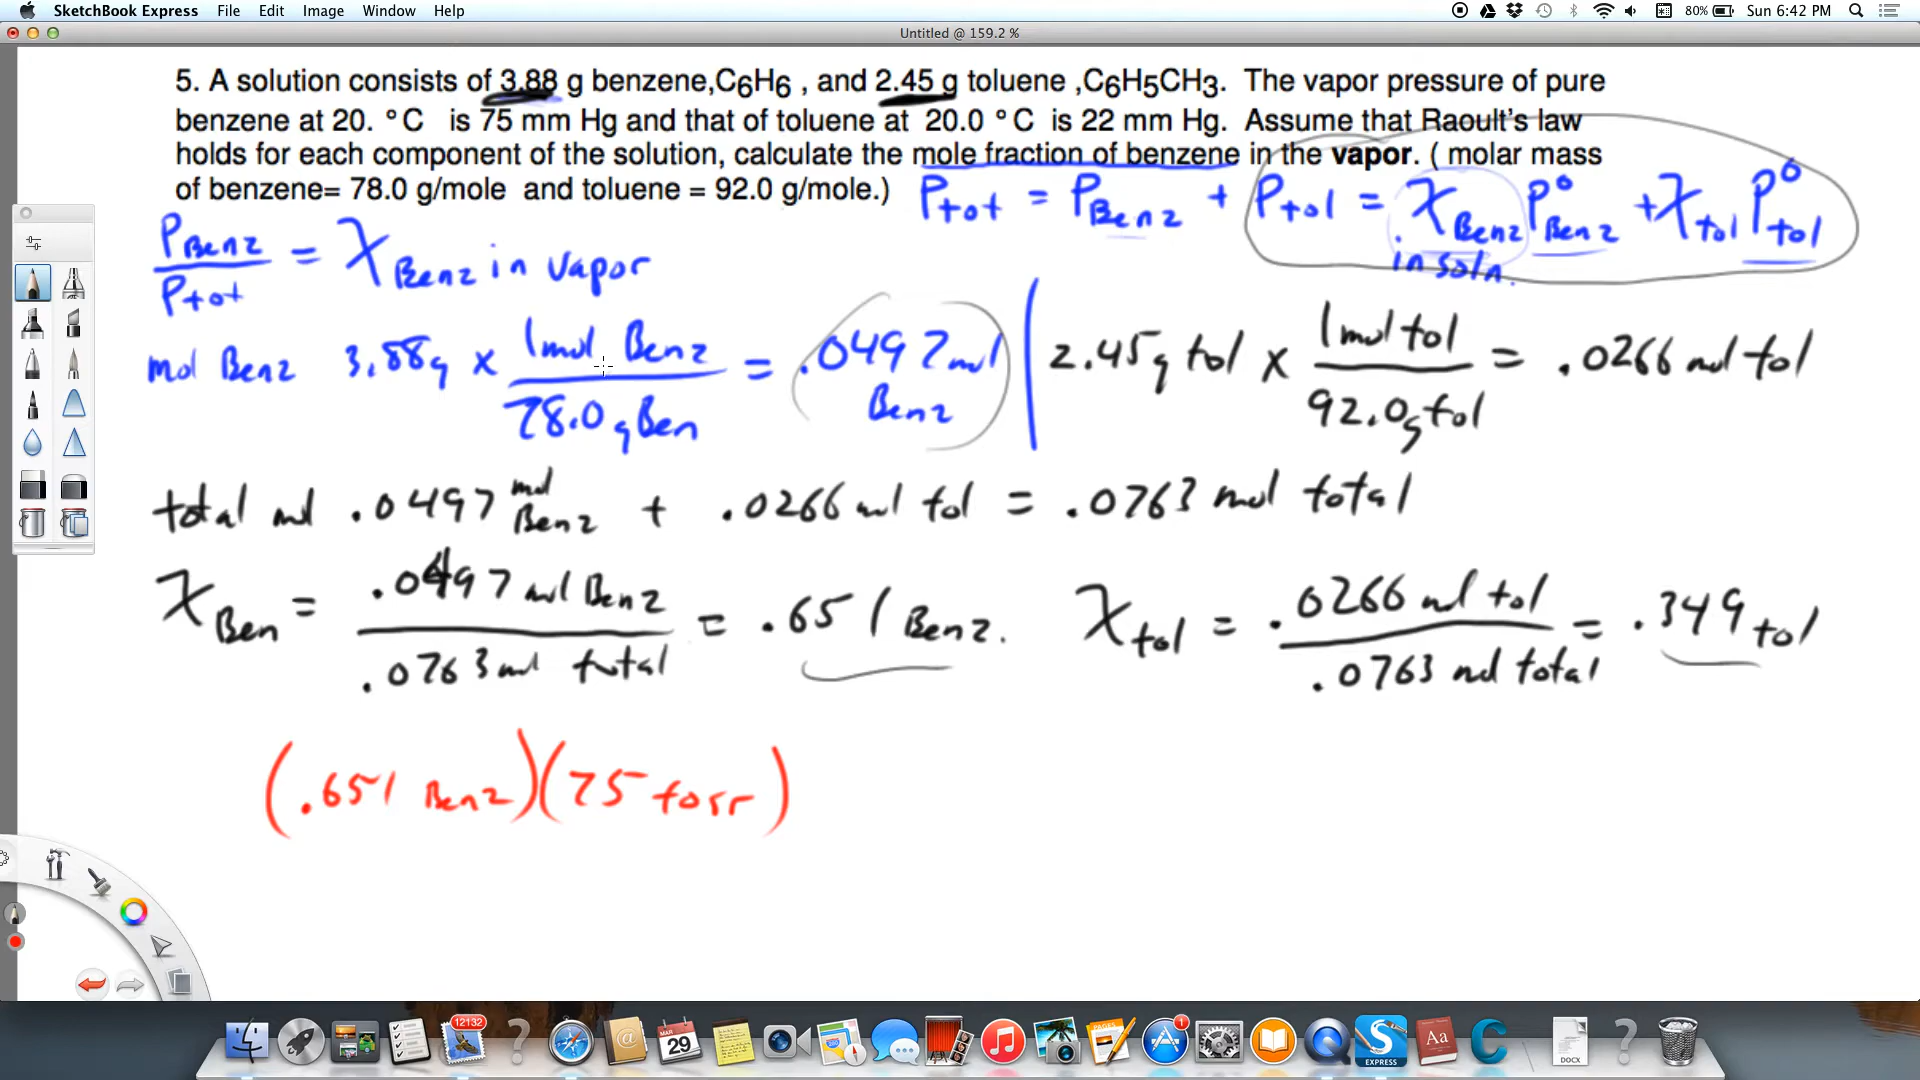 SketchBook Express File Edit Image Window Help 80% Sun 6:42 PM
Untitled @ 159.2 %
5. A solution consists of 3.88 g benzene,C6H6 , and 2.45 g toluene ,C6H5CH3. The vapor pressure of pure
benzene at 20. °C is 75 mm Hg and that of toluene at 20.0 °C is 22 mm Hg. Assume that Raoult's law
holds for each component of the solution, calculate the mole fraction of benzene in the vapor. ( molar mass
of benzene= 78.0 g/mole and toluene = 92.0 g/mole.)
Ptot = PBenz + Ptol = XBenz P°Benz + Xtol P°tol
in soln.
PBenz / Ptot = XBenz in vapor
mol Benz 3.88g x 1mol Benz / 78.0g Ben = .0497 mol Benz
2.45g tol x 1mol tol / 92.0g tol = .0266 mol tol
total mol .0497 mol Benz + .0266 mol tol = .0763 mol total
XBen = .0497 mol Benz / .0763 mol total = .651 Benz.
Xtol = .0266 mol tol / .0763 mol total = .349 tol
(.651 Benz)(75 torr)
12132
MAR
29
PAGES
1
EXPRESS
Aa
C
DOCX